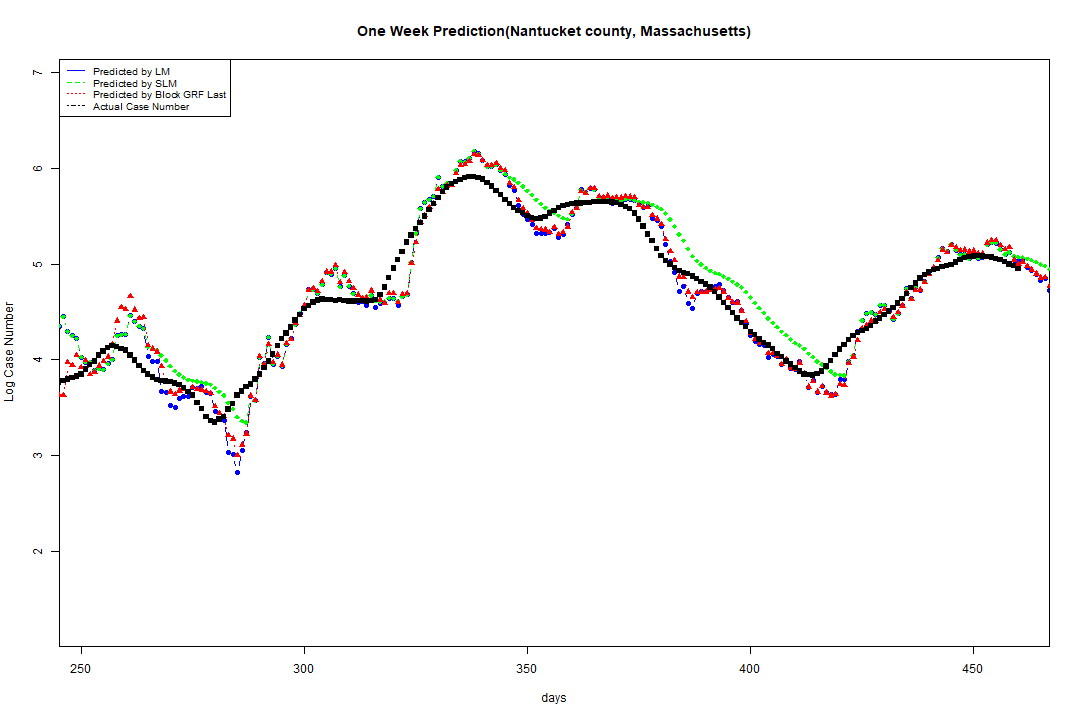 One Week Prediction(Nantucket county, Massachusetts)
Predicted by LM
Predicted by SLM
Predicted by Block GRF Last
Actual Case Number
7
6
5
4
3
2
Log Case Number
250 300 350 400 450
days